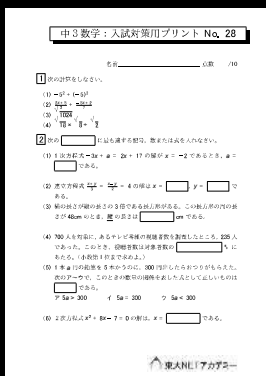 中3数学：入試対策用プリント No. 28
名前 点数 /10
1 次の計算をしなさい。
(1) −5² + (−5)²
(2)
(3) √1024
(4)
2 次の に最も適する記号、数または式を入れなさい。
(1) 1次方程式 −3x + a = 2x + 17 の解が x = −2 であるとき、a =
である。
(2) 連立方程式 = 4 の解は x = , y = で
ある。
(3) 横の長さが縦の長さの3倍である長方形がある。この長方形の周の長
さが48cmのとき、縦の長さは cm である。
(4) 700人を対象に、あるテレビ番組の視聴者数を調査したところ、235人
であった。このとき、視聴者数は対象者数の % に
あたる。(小数第1位まで求めよ。)
(5) 1本a円の鉛筆を5本かうのに、300円出したらおつりがもらえた。
次のア〜ウで、このときの数量の関係を表した式として正しいものは
である。
ア 5a > 300 イ 5a = 300 ウ 5a < 300
(6) 2次方程式 x² + 8x − 7 = 0 の解は、x = である。
東大NETアカデミー